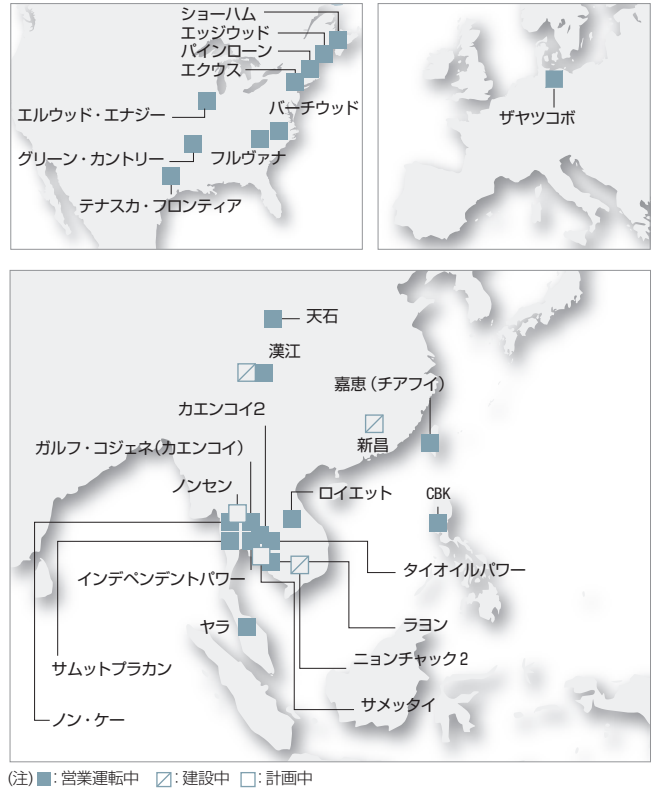 ショーハム
エッジウッド
パインローン
エクウス
バーチウッド
エルウッド・エナジー
グリーン・カントリー
フルヴァナ
テナスカ・フロンティア
ザヤツコボ
天石
漢江
嘉恵(チアフイ)
カエンコイ2
新昌
ガルフ・コジェネ(カエンコイ)
ノンセン
ロイエット
CBK
タイオイルパワー
インデペンデントパワー
ヤラ
ラヨン
ニョンチャック2
サムットプラカン
サメッタイ
ノン・ケー
(注)■:営業運転中 〼:建設中 □:計画中